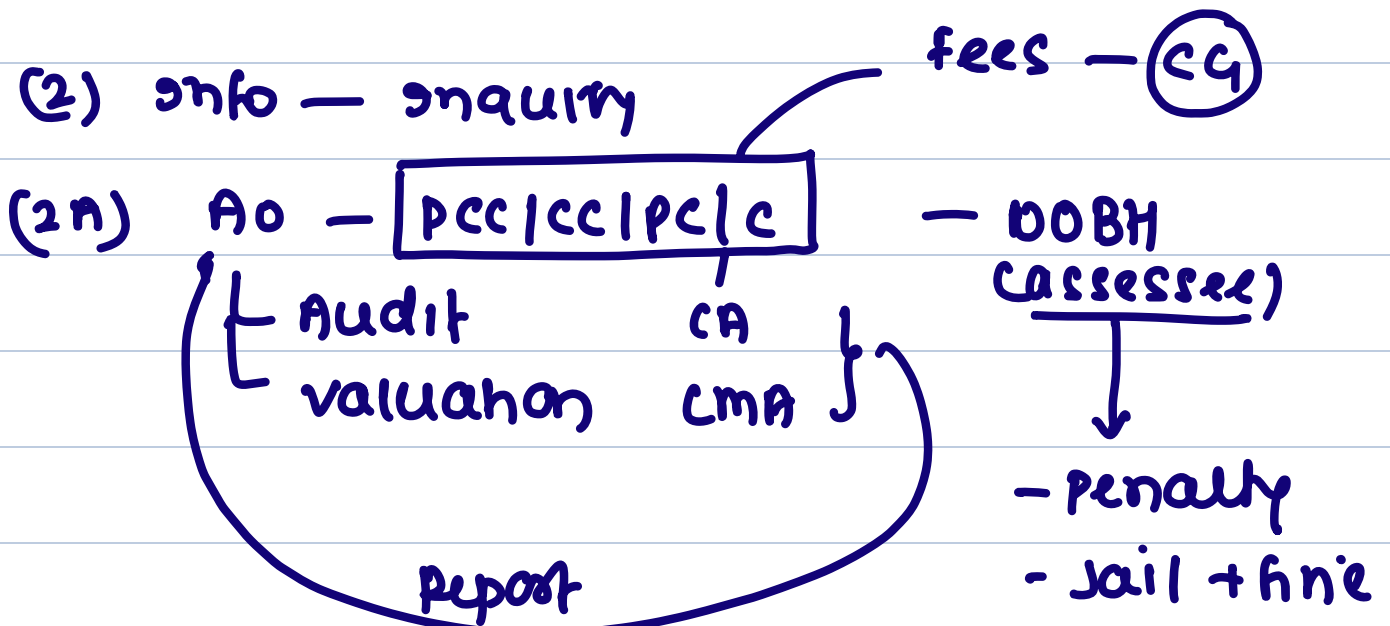 fees — CG
(2) Info — Inquiry
(2A) AO — PCC | CC | PC | C — OOBH
(assessee)
Audit CA
Valuation CMA
- Penalty
Report - Jail + fine